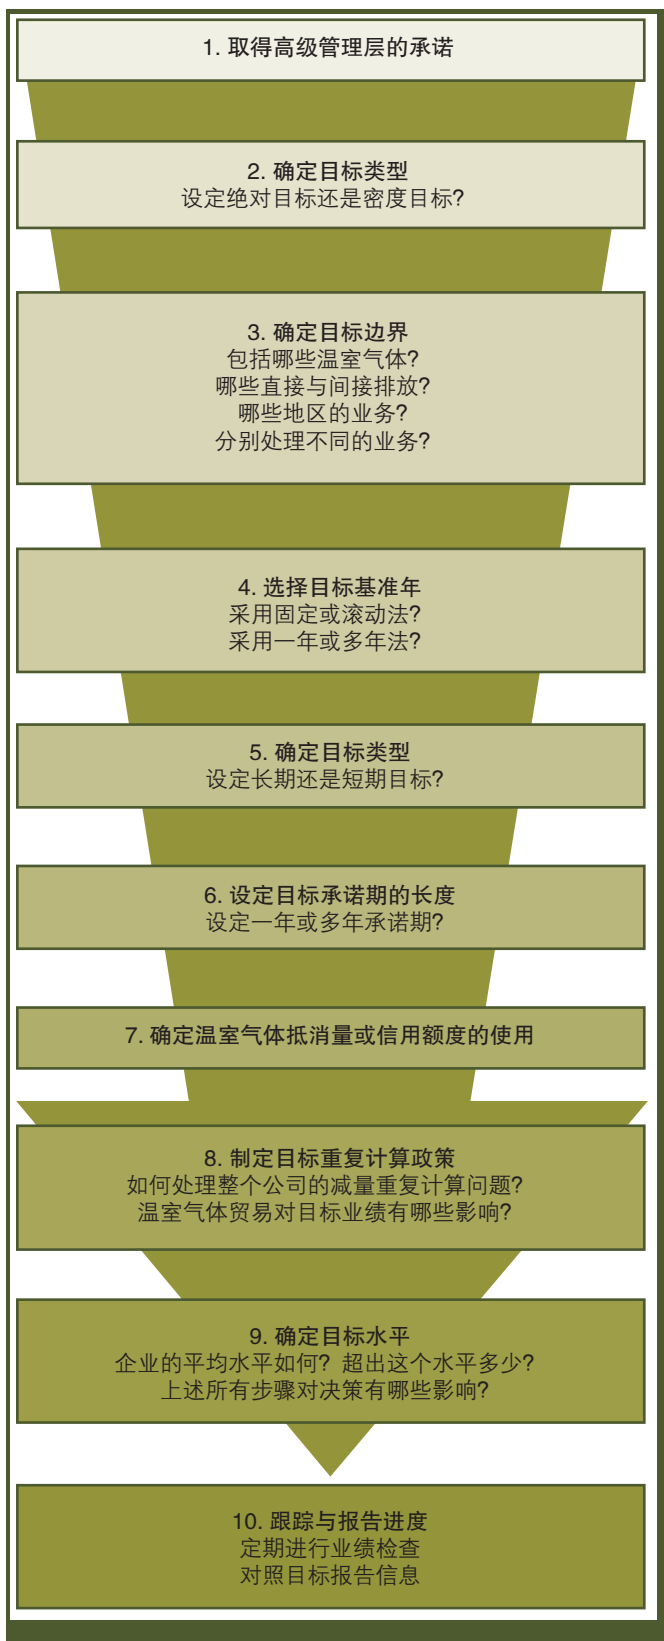 1. 取得高级管理层的承诺
2. 确定目标类型
设定绝对目标还是密度目标?
3. 确定目标边界
包括哪些温室气体?
哪些直接与间接排放?
哪些地区的业务?
分别处理不同的业务?
4. 选择目标基准年
采用固定或滚动法?
采用一年或多年法?
5. 确定目标类型
设定长期还是短期目标?
6. 设定目标承诺期的长度
设定一年或多年承诺期?
7. 确定温室气体抵消量或信用额度的使用
8. 制定目标重复计算政策
如何处理整个公司的减量重复计算问题?
温室气体贸易对目标业绩有哪些影响?
9. 确定目标水平
企业的平均水平如何? 超出这个水平多少?
上述所有步骤对决策有哪些影响?
10. 跟踪与报告进度
定期进行业绩检查
对照目标报告信息